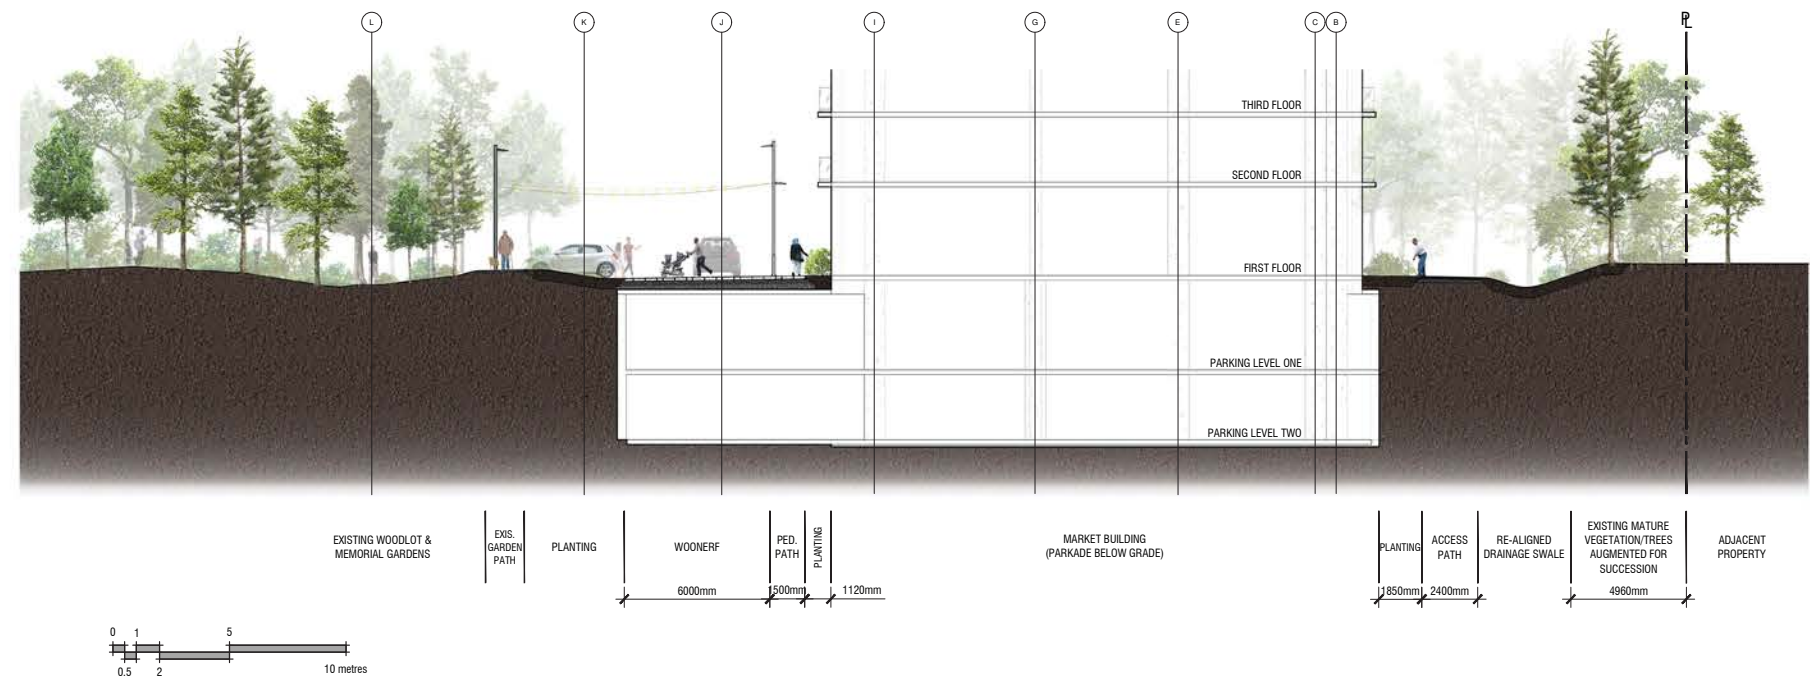 L
K
J
I
G
E
C
B
PL
THIRD FLOOR
SECOND FLOOR
FIRST FLOOR
PARKING LEVEL ONE
PARKING LEVEL TWO
EXISTING WOODLOT &
MEMORIAL GARDENS
EXIS.
GARDEN
PATH
PLANTING
WOONERF
PED.
PATH
PLANTING
MARKET BUILDING
(PARKADE BELOW GRADE)
PLANTING
ACCESS
PATH
RE-ALIGNED
DRAINAGE SWALE
EXISTING MATURE
VEGETATION/TREES
AUGMENTED FOR
SUCCESSION
ADJACENT
PROPERTY
6000mm
1500mm
1120mm
1850mm
2400mm
4960mm
0
1
5
0.5
2
10 metres